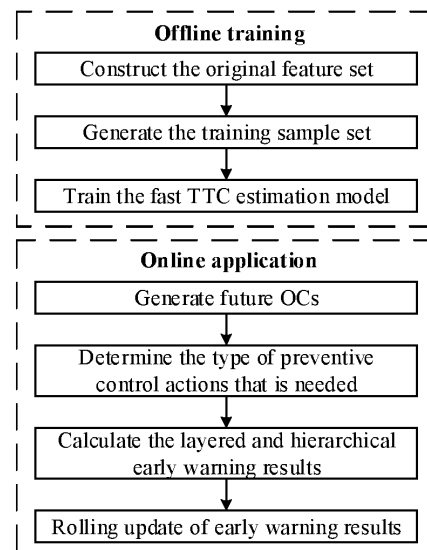 Offline training
Construct the original feature set
Generate the training sample set
Train the fast TTC estimation model
Online application
Generate future OCs
Determine the type of preventive
control actions that is needed
Calculate the layered and hierarchical
early warning results
Rolling update of early warning results